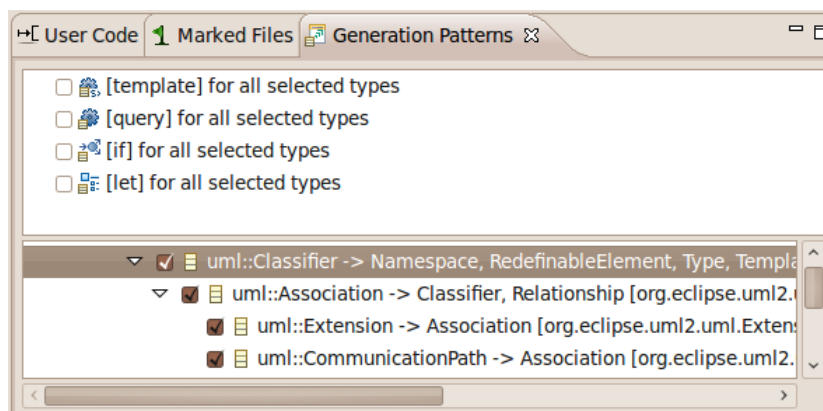 User Code Marked Files Generation Patterns
[template] for all selected types
[query] for all selected types
[if] for all selected types
[let] for all selected types
uml::Classifier -> Namespace, RedefinableElement, Type, Templa
uml::Association -> Classifier, Relationship [org.eclipse.uml2.u
uml::Extension -> Association [org.eclipse.uml2.uml.Extens
uml::CommunicationPath -> Association [org.eclipse.uml2.